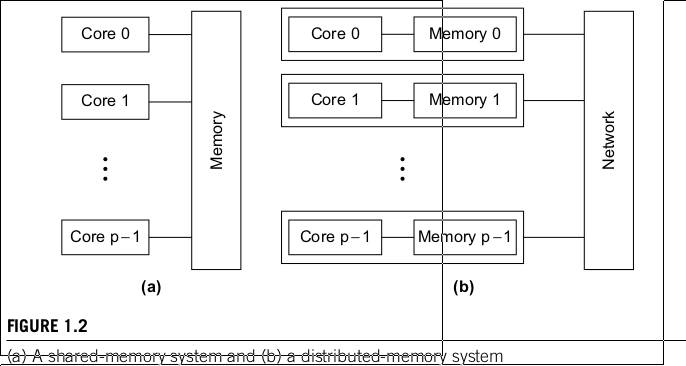 Core 0
Core 1
Core p−1
Memory
(a)
Core 0 Memory 0
Core 1 Memory 1
Core p−1 Memory p−1
Network
(b)
FIGURE 1.2
(a) A shared-memory system and (b) a distributed-memory system